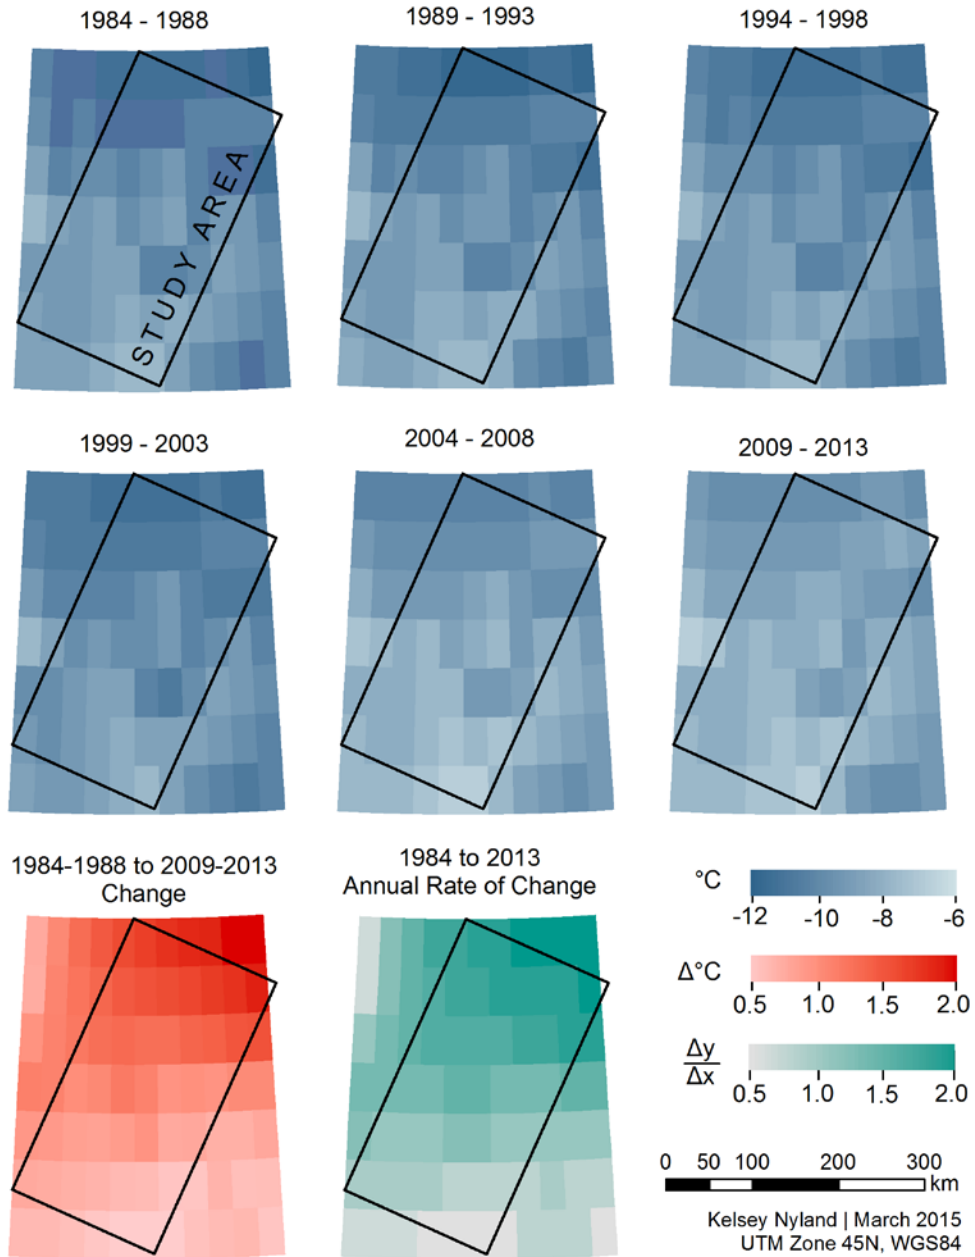 1984 - 1988
1989 - 1993
1994 - 1998
STUDY AREA
1999 - 2003
2004 - 2008
2009 - 2013
1984-1988 to 2009-2013
Change
1984 to 2013
Annual Rate of Change
°C
-12 -10 -8 -6
Δ°C
0.5 1.0 1.5 2.0
Δy
Δx
0.5 1.0 1.5 2.0
0 50 100 200 300
km
Kelsey Nyland | March 2015
UTM Zone 45N, WGS84